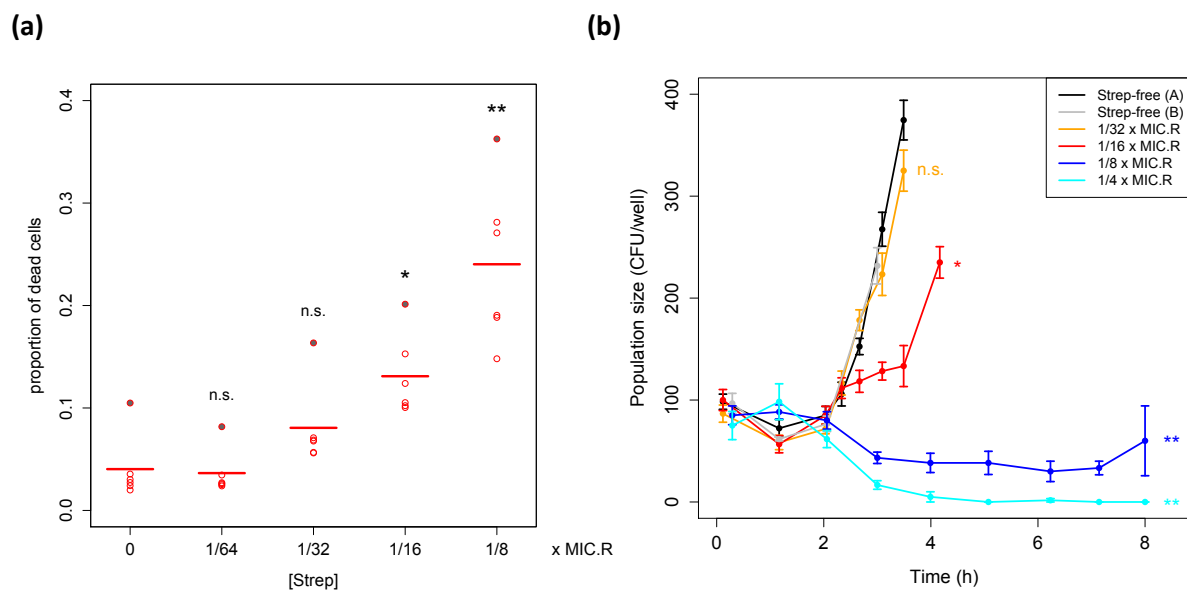 (a)
proportion of dead cells
0.4
0.3
0.2
0.1
0.0
n.s.
n.s.
*
**
0 1/64 1/32 1/16 1/8 x MIC.R
[Strep]
(b)
Population size (CFU/well)
400
300
200
100
0
Strep-free (A)
Strep-free (B)
1/32 x MIC.R
1/16 x MIC.R
1/8 x MIC.R
1/4 x MIC.R
n.s.
*
**
**
0 2 4 6 8
Time (h)